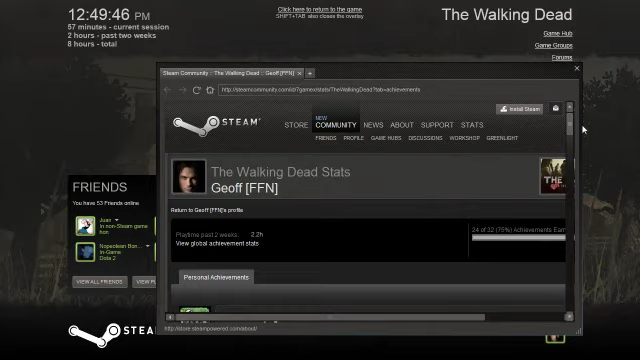 12:49:46 PM
57 minutes - current session
2 hours - past two weeks
8 hours - total
Click here to return to the game
SHIFT+TAB also closes the overlay
The Walking Dead
Game Hub
Game Groups
Forums
Steam Community :: The Walking Dead :: Geoff [FFN]
STEAM
STORE
NEW
COMMUNITY
NEWS
ABOUT
SUPPORT
STATS
Install Steam
FRIENDS
PROFILE
GAME HUBS
DISCUSSIONS
WORKSHOP
GREENLIGHT
The Walking Dead Stats
Geoff [FFN]
Return to Geoff [FFN]'s profile
Playtime past 2 weeks: 2.2h
View global achievement stats
24 of 32 (75%) Achievements Earn
Personal Achievements
http://store.steampowered.com/about/
FRIENDS
You have 53 Friends online
Juan
In non-Steam game
hon
Nopeolean Bon...
In-Game
Dota 2
VIEW ALL FRIENDS
STEA